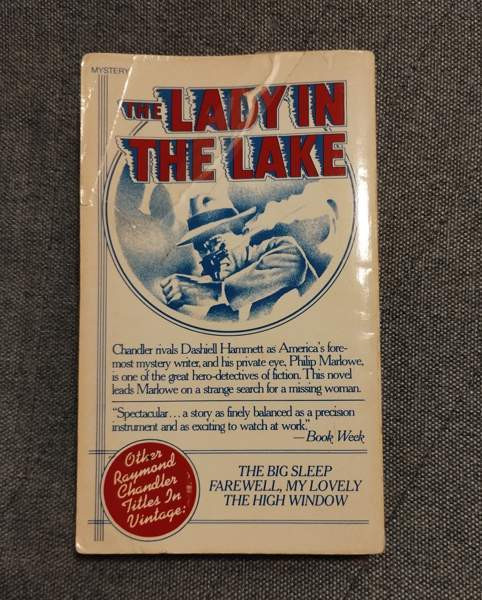 MYSTERY
THE LADY IN
THE LAKE
Chandler rivals Dashiell Hammett as America's fore-
most mystery writer, and his private eye, Philip Marlowe,
is one of the great hero-detectives of fiction. This novel
leads Marlowe on a strange search for a missing woman.
"Spectacular... a story as finely balanced as a precision
instrument and as exciting to watch at work."
—Book Week
Other
Raymond
Chandler
Titles In
Vintage:
THE BIG SLEEP
FAREWELL, MY LOVELY
THE HIGH WINDOW